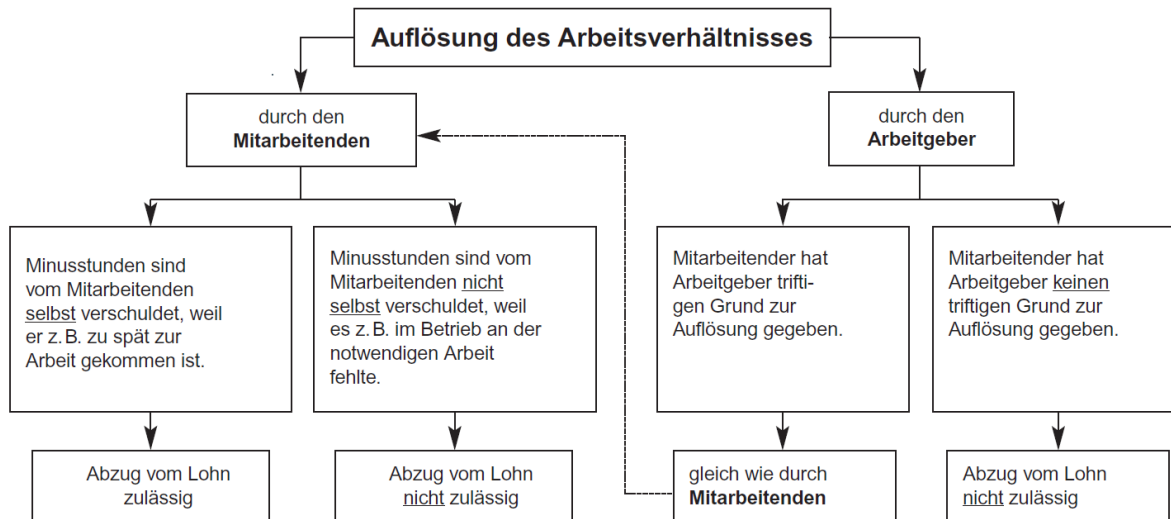 Auflösung des Arbeitsverhältnisses
durch den
Mitarbeitenden
durch den
Arbeitgeber
Minusstunden sind
vom Mitarbeitenden
selbst verschuldet, weil
er z. B. zu spät zur
Arbeit gekommen ist.
Minusstunden sind vom
Mitarbeitenden nicht
selbst verschuldet, weil
es z. B. im Betrieb an der
notwendigen Arbeit
fehlte.
Mitarbeitender hat
Arbeitgeber trifti-
gen Grund zur
Auflösung gegeben.
Mitarbeitender hat
Arbeitgeber keinen
triftigen Grund zur
Auflösung gegeben.
Abzug vom Lohn
zulässig
Abzug vom Lohn
nicht zulässig
gleich wie durch
Mitarbeitenden
Abzug vom Lohn
nicht zulässig